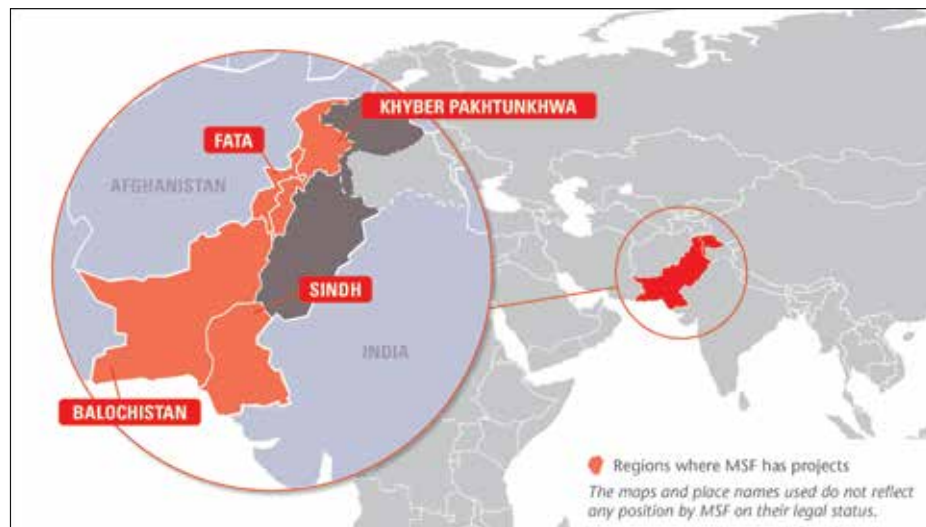 KHYBER PAKHTUNKHWA
FATA
AFGHANISTAN
SINDH
INDIA
BALOCHISTAN
Regions where MSF has projects
The maps and place names used do not reflect
any position by MSF on their legal status.